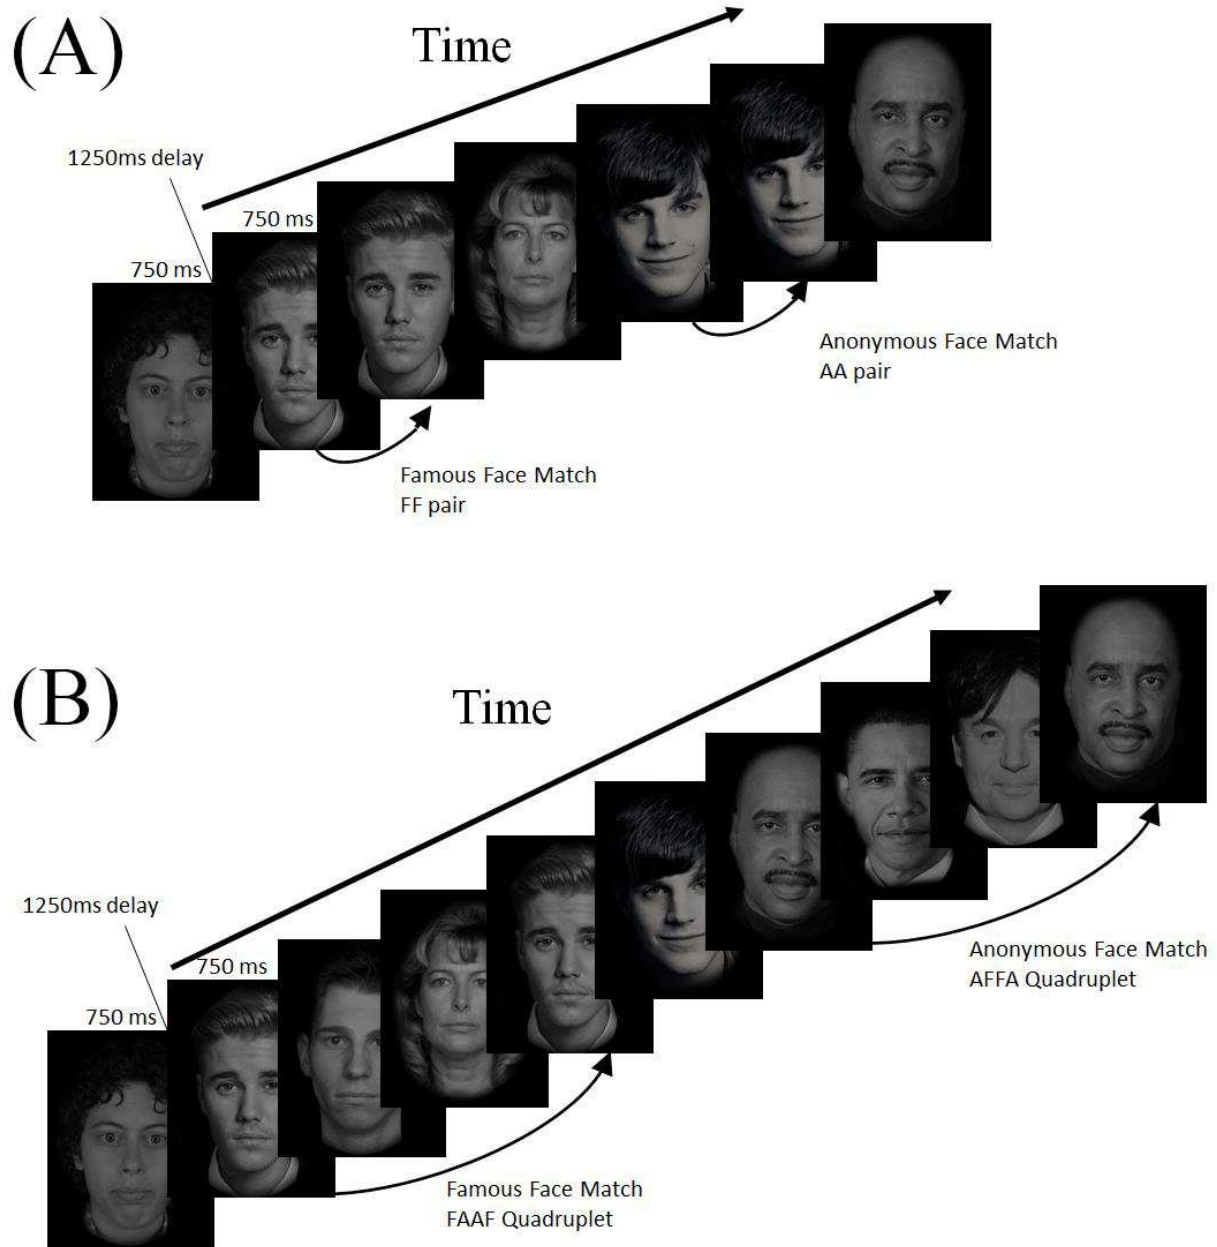 (A)
Time
1250ms delay
750 ms
750 ms
Anonymous Face Match
AA pair
Famous Face Match
FF pair
(B)
Time
1250ms delay
750 ms
750 ms
Anonymous Face Match
AFFA Quadruplet
Famous Face Match
FAAF Quadruplet